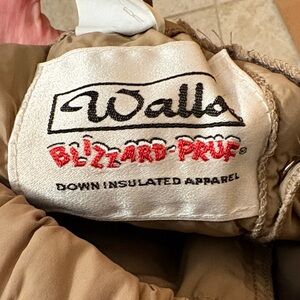 Walls
BLIZZARD-PRUF®
DOWN INSULATED APPAREL